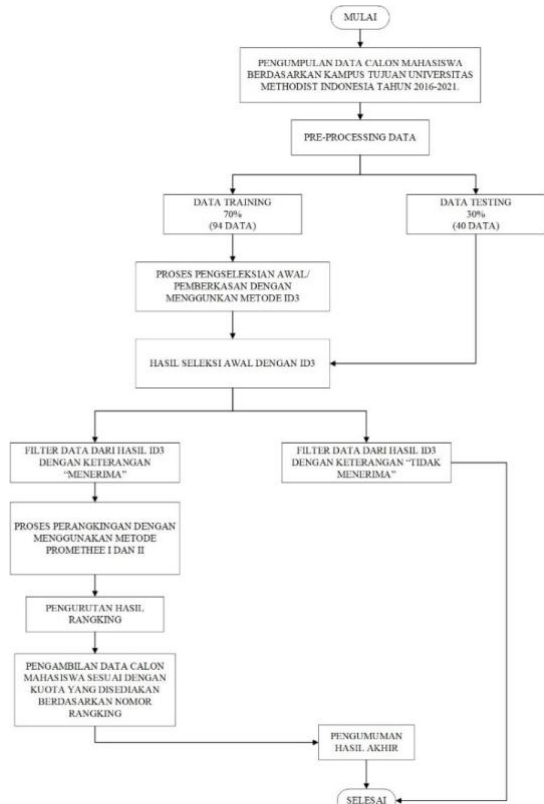 MULAI
PENGUMPULAN DATA CALON MAHASISWA
BERDASARKAN KAMPUS TUJUAN UNIVERSITAS
METHODIST INDONESIA TAHUN 2016-2021.
PRE-PROCESSING DATA
DATA TRAINING
70%
(94 DATA)
DATA TESTING
30%
(40 DATA)
PROSES PENGSELEKSIAN AWAL/
PEMBERKASAN DENGAN
MENGGUNKAN METODE ID3
HASIL SELEKSI AWAL DENGAN ID3
FILTER DATA DARI HASIL ID3
DENGAN KETERANGAN
“MENERIMA”
FILTER DATA DARI HASIL ID3
DENGAN KETERANGAN “TIDAK
MENERIMA”
PROSES PERANGKINGAN DENGAN
MENGGUNAKAN METODE
PROMETHEE I DAN II
PENGURUTAN HASIL
RANGKING
PENGAMBILAN DATA CALON
MAHASISWA SESUAI DENGAN
KUOTA YANG DISEDIAKAN
BERDASARKAN NOMOR
RANGKING
PENGUMUMAN
HASIL AKHIR
SELESAI